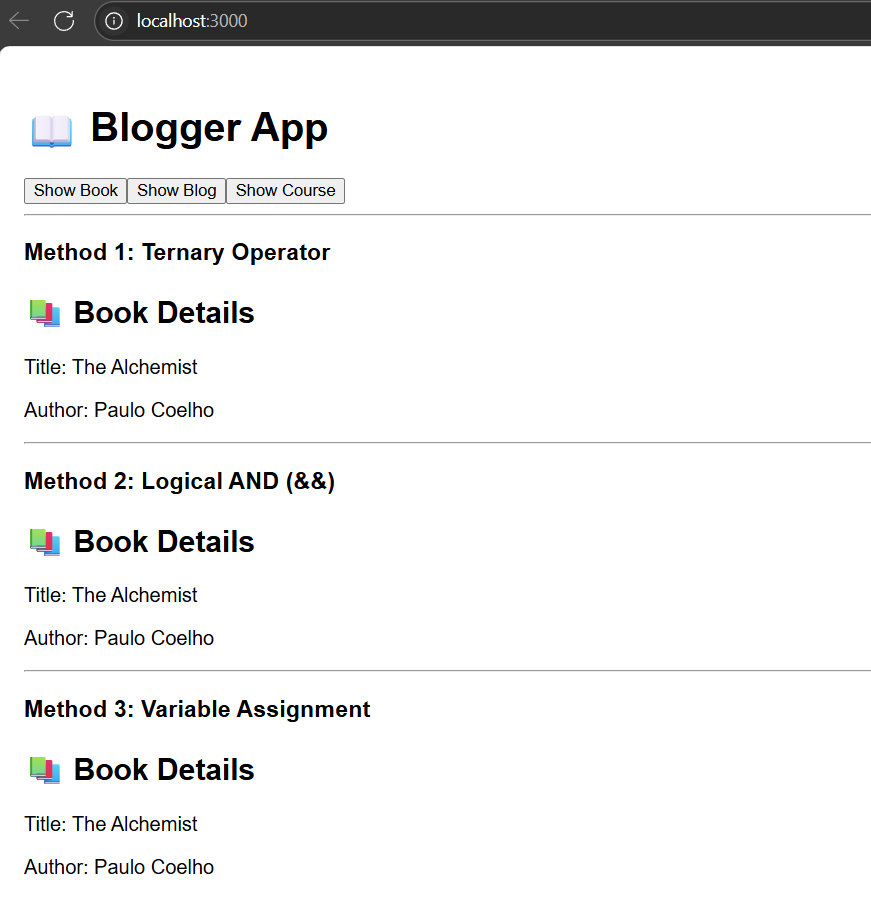 localhost:3000
📖 Blogger App
Show Book Show Blog Show Course
Method 1: Ternary Operator
📚 Book Details
Title: The Alchemist
Author: Paulo Coelho
Method 2: Logical AND (&&)
📚 Book Details
Title: The Alchemist
Author: Paulo Coelho
Method 3: Variable Assignment
📚 Book Details
Title: The Alchemist
Author: Paulo Coelho